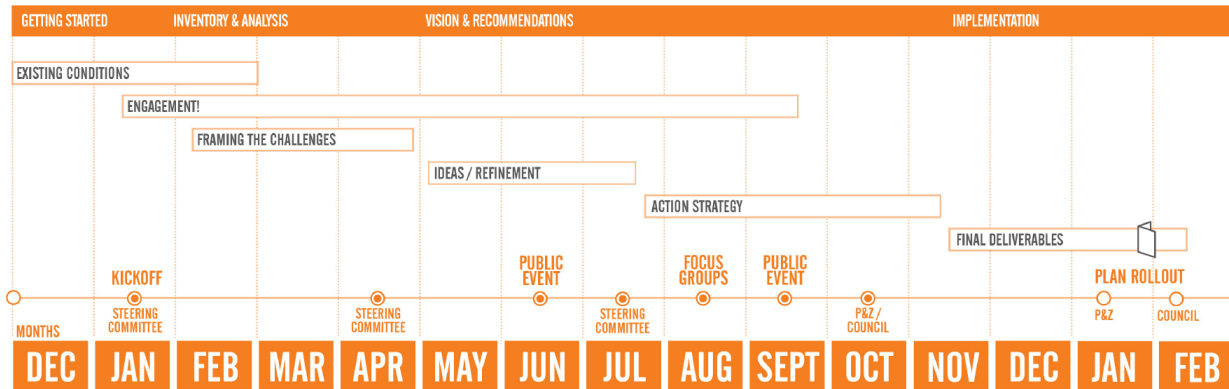 GETTING STARTED
INVENTORY & ANALYSIS
VISION & RECOMMENDATIONS
IMPLEMENTATION
EXISTING CONDITIONS
ENGAGEMENT!
FRAMING THE CHALLENGES
IDEAS / REFINEMENT
ACTION STRATEGY
FINAL DELIVERABLES
KICKOFF
STEERING
COMMITTEE
STEERING
COMMITTEE
PUBLIC
EVENT
STEERING
COMMITTEE
FOCUS
GROUPS
PUBLIC
EVENT
P&Z /
COUNCIL
PLAN ROLLOUT
P&Z
COUNCIL
MONTHS
DEC JAN FEB MAR APR MAY JUN JUL AUG SEPT OCT NOV DEC JAN FEB